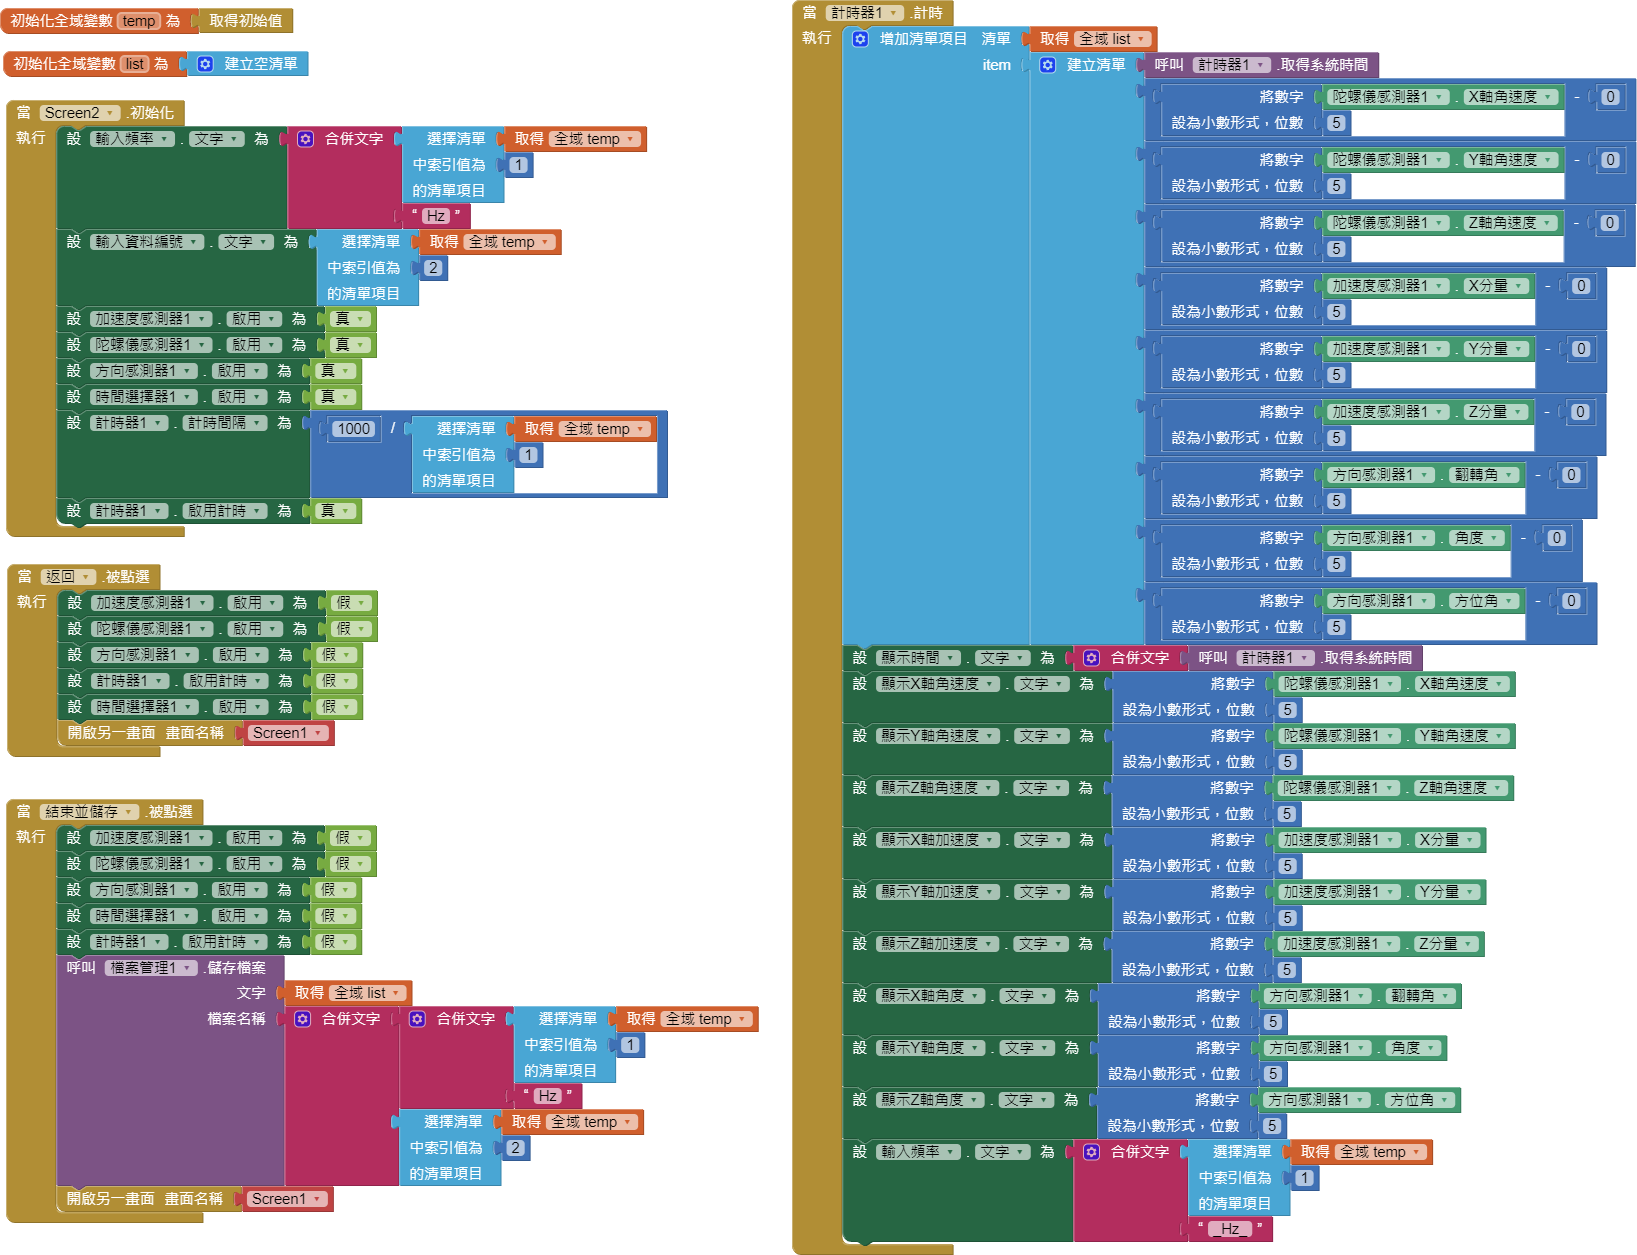 初始化全域變數 temp 為 取得初始值
初始化全域變數 list 為 建立空清單
當 Screen2 .初始化
執行 設 輸入頻率 . 文字 為 合併文字 選擇清單 取得 全域 temp
中索引值為 1
的清單項目
“ Hz ”
設 輸入資料編號 . 文字 為 選擇清單 取得 全域 temp
中索引值為 2
的清單項目
設 加速度感測器1 . 啟用 為 真
設 陀螺儀感測器1 . 啟用 為 真
設 方向感測器1 . 啟用 為 真
設 時間選擇器1 . 啟用 為 真
設 計時器1 . 計時間隔 為 1000 / 選擇清單 取得 全域 temp
中索引值為 1
的清單項目
設 計時器1 . 啟用計時 為 真
當 返回 .被點選
執行 設 加速度感測器1 . 啟用 為 假
設 陀螺儀感測器1 . 啟用 為 假
設 方向感測器1 . 啟用 為 假
設 計時器1 . 啟用計時 為 假
設 時間選擇器1 . 啟用 為 假
開啟另一畫面 畫面名稱 Screen1
當 結束並儲存 .被點選
執行 設 加速度感測器1 . 啟用 為 假
設 陀螺儀感測器1 . 啟用 為 假
設 方向感測器1 . 啟用 為 假
設 時間選擇器1 . 啟用 為 假
設 計時器1 . 啟用計時 為 假
呼叫 檔案管理1 .儲存檔案
文字 取得 全域 list
檔案名稱 合併文字 合併文字 選擇清單 取得 全域 temp
中索引值為 1
的清單項目
“ Hz ”
選擇清單 取得 全域 temp
中索引值為 2
的清單項目
開啟另一畫面 畫面名稱 Screen1
當 計時器1 .計時
執行 增加清單項目 清單 取得 全域 list
item 建立清單 呼叫 計時器1 .取得系統時間
將數字 陀螺儀感測器1 . X軸角速度 - 0
設為小數形式，位數 5
將數字 陀螺儀感測器1 . Y軸角速度 - 0
設為小數形式，位數 5
將數字 陀螺儀感測器1 . Z軸角速度 - 0
設為小數形式，位數 5
將數字 加速度感測器1 . X分量 - 0
設為小數形式，位數 5
將數字 加速度感測器1 . Y分量 - 0
設為小數形式，位數 5
將數字 加速度感測器1 . Z分量 - 0
設為小數形式，位數 5
將數字 方向感測器1 . 翻轉角 - 0
設為小數形式，位數 5
將數字 方向感測器1 . 角度 - 0
設為小數形式，位數 5
將數字 方向感測器1 . 方位角 - 0
設為小數形式，位數 5
設 顯示時間 . 文字 為 合併文字 呼叫 計時器1 .取得系統時間
設 顯示X軸角速度 . 文字 為 將數字 陀螺儀感測器1 . X軸角速度
設為小數形式，位數 5
設 顯示Y軸角速度 . 文字 為 將數字 陀螺儀感測器1 . Y軸角速度
設為小數形式，位數 5
設 顯示Z軸角速度 . 文字 為 將數字 陀螺儀感測器1 . Z軸角速度
設為小數形式，位數 5
設 顯示X軸加速度 . 文字 為 將數字 加速度感測器1 . X分量
設為小數形式，位數 5
設 顯示Y軸加速度 . 文字 為 將數字 加速度感測器1 . Y分量
設為小數形式，位數 5
設 顯示Z軸加速度 . 文字 為 將數字 加速度感測器1 . Z分量
設為小數形式，位數 5
設 顯示X軸角度 . 文字 為 將數字 方向感測器1 . 翻轉角
設為小數形式，位數 5
設 顯示Y軸角度 . 文字 為 將數字 方向感測器1 . 角度
設為小數形式，位數 5
設 顯示Z軸角度 . 文字 為 將數字 方向感測器1 . 方位角
設為小數形式，位數 5
設 輸入頻率 . 文字 為 合併文字 選擇清單 取得 全域 temp
中索引值為 1
的清單項目
“ _Hz_ ”